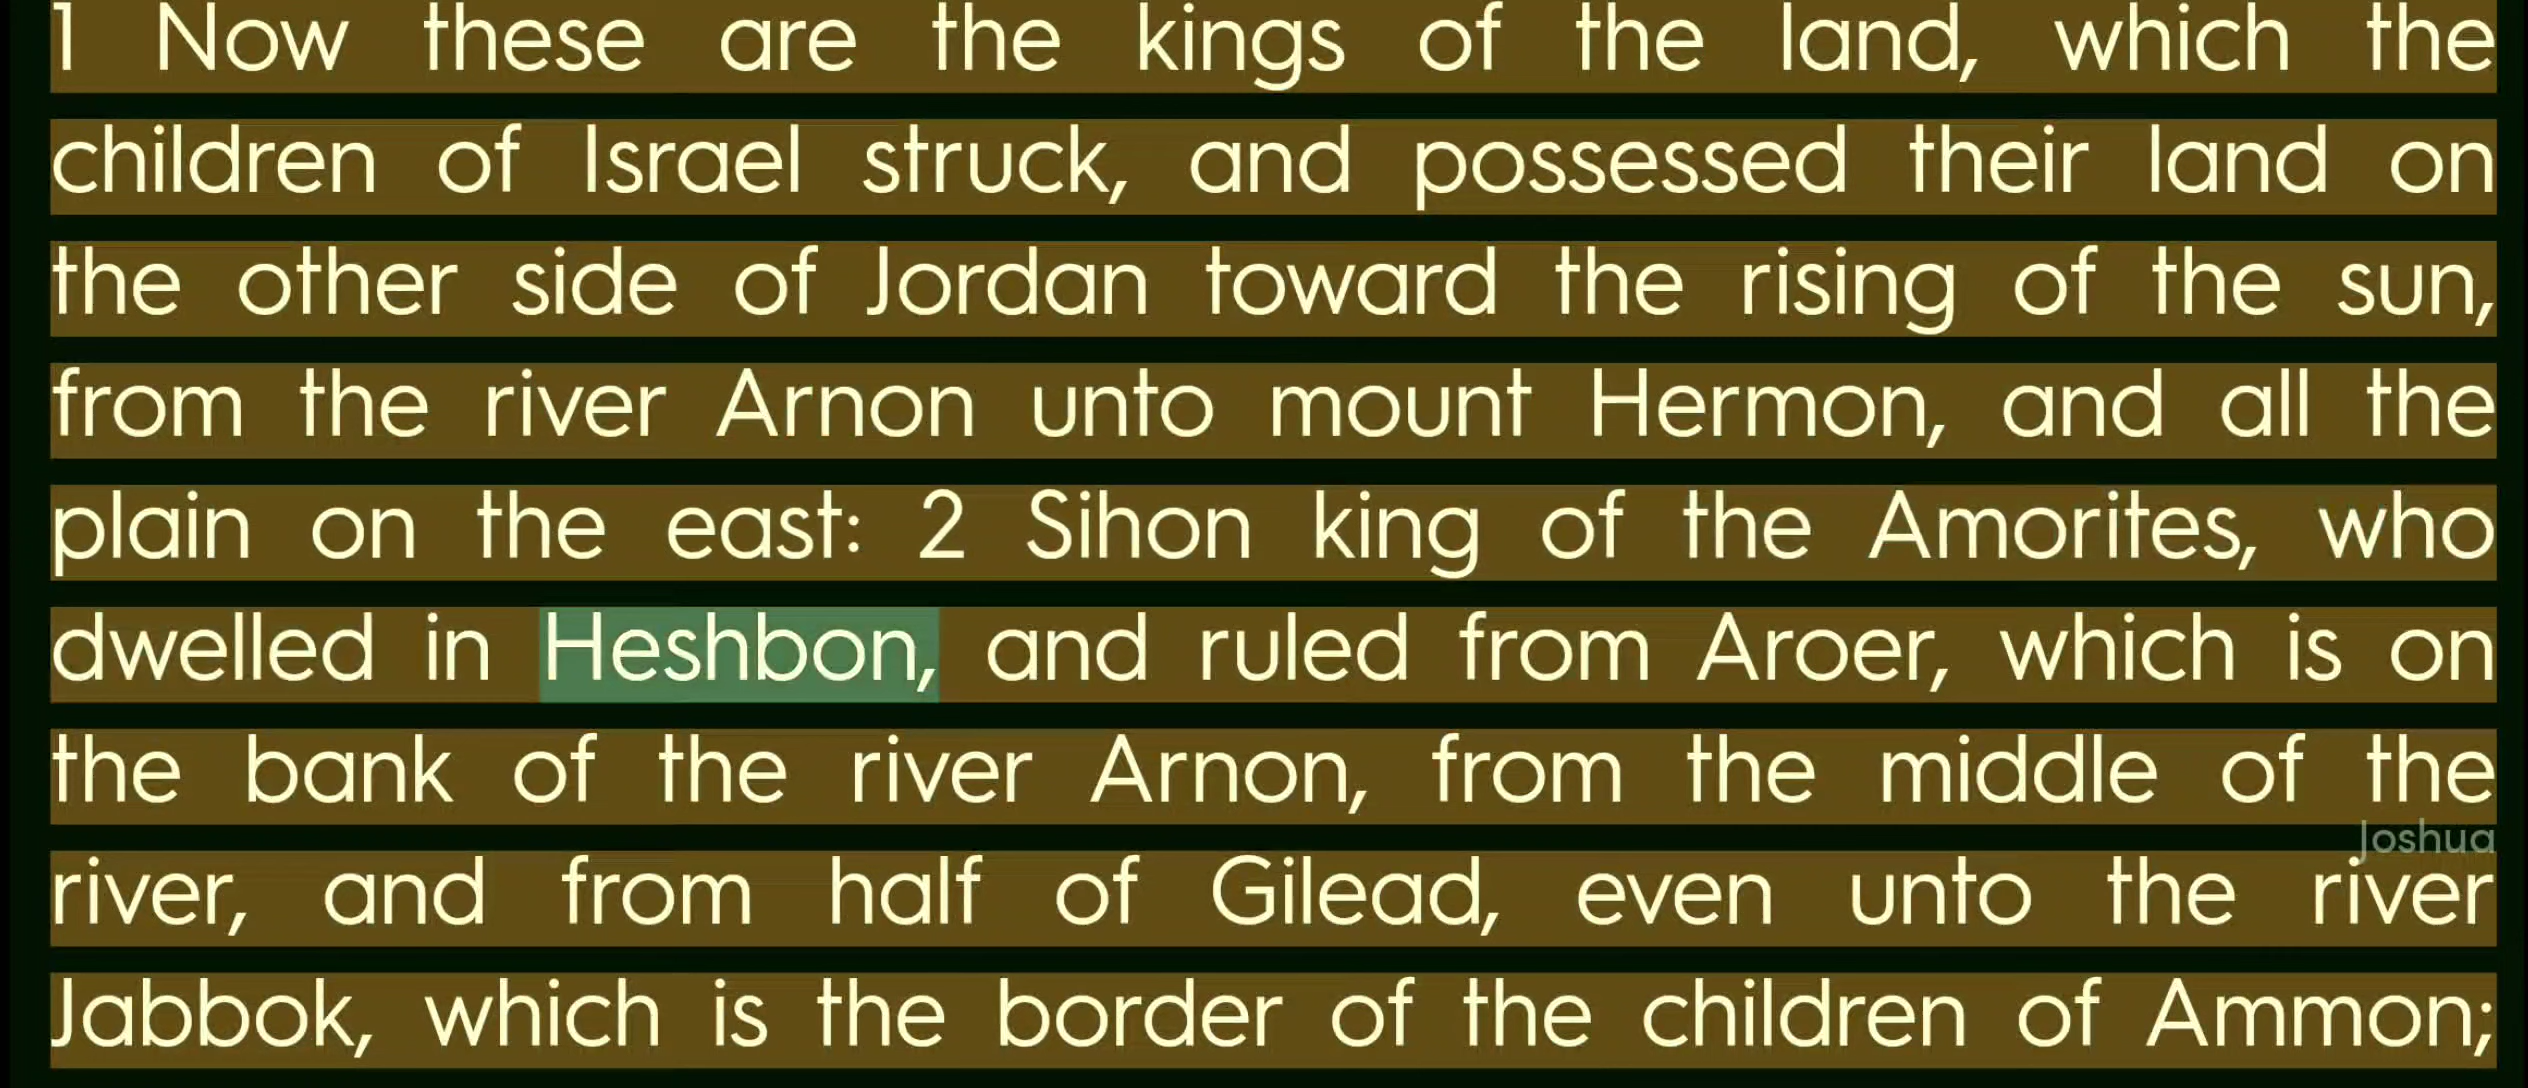 1 Now these are the kings of the land, which the
children of Israel struck, and possessed their land on
the other side of Jordan toward the rising of the sun,
from the river Arnon unto mount Hermon, and all the
plain on the east: 2 Sihon king of the Amorites, who
dwelled in Heshbon, and ruled from Aroer, which is on
the bank of the river Arnon, from the middle of the
Joshua
river, and from half of Gilead, even unto the river
Jabbok, which is the border of the children of Ammon;